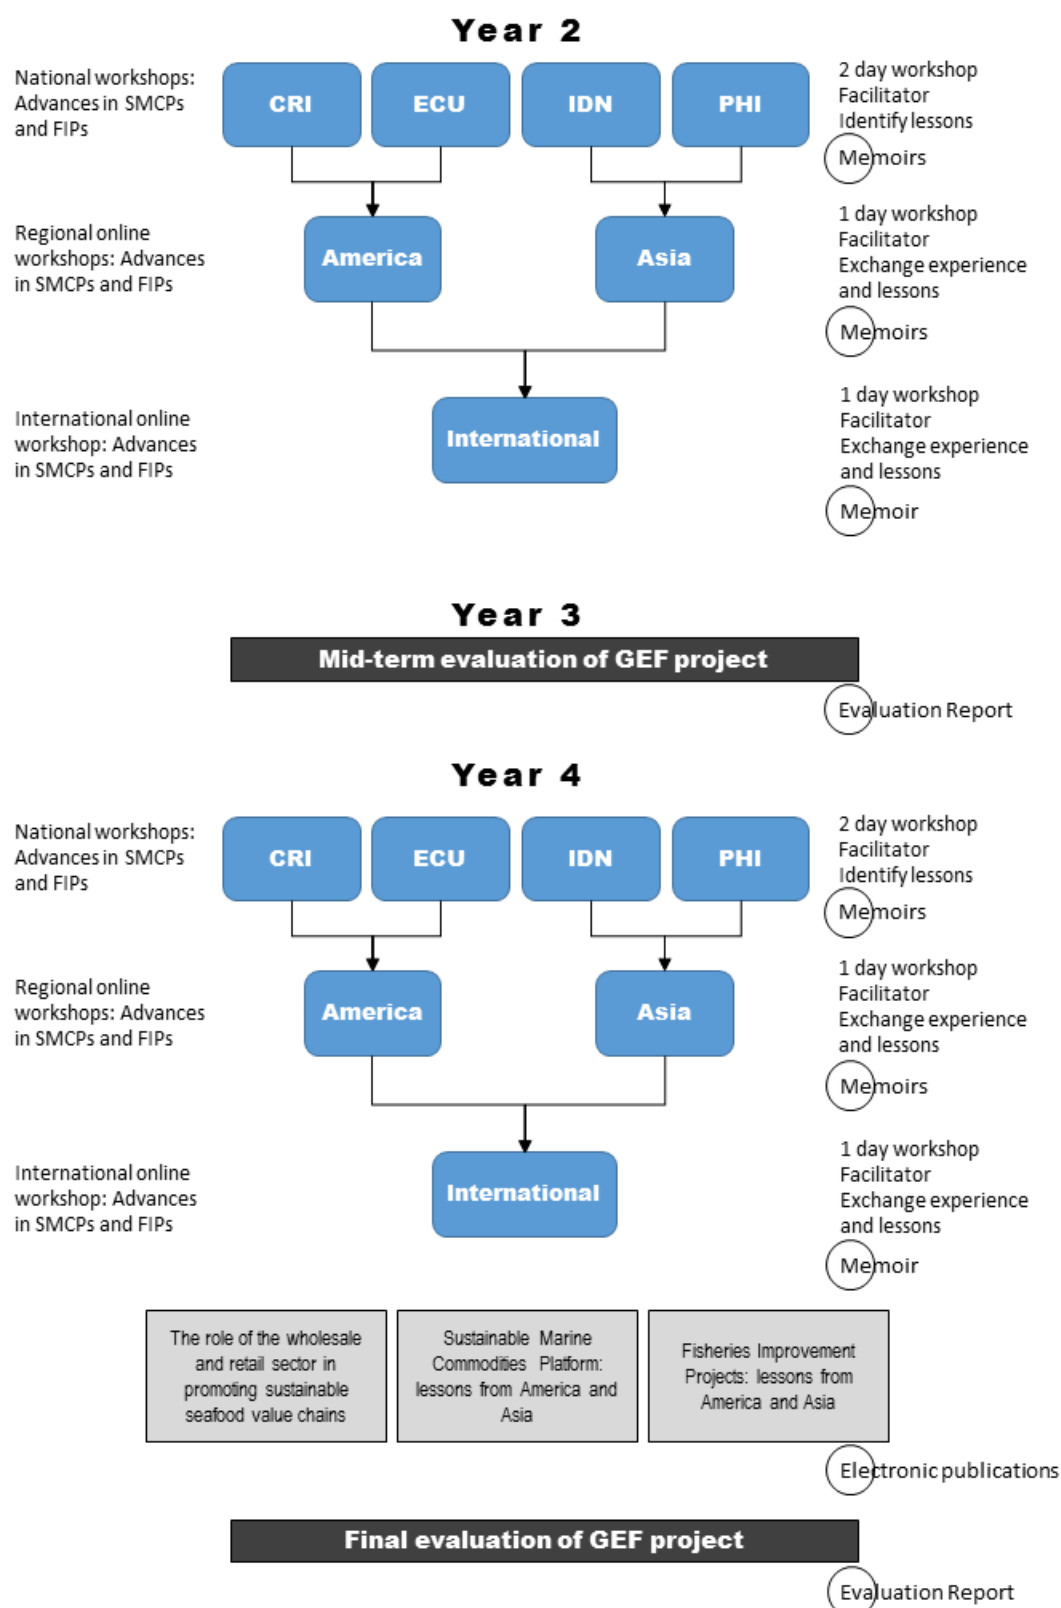 Year 2
National workshops:
Advances in SMCPs
and FIPs
CRI
ECU
IDN
PHI
2 day workshop
Facilitator
Identify lessons
Memoirs
Regional online
workshops: Advances
in SMCPs and FIPs
America
Asia
1 day workshop
Facilitator
Exchange experience
and lessons
Memoirs
International online
workshop: Advances
in SMCPs and FIPs
International
1 day workshop
Facilitator
Exchange experience
and lessons
Memoir
Year 3
Mid-term evaluation of GEF project
Evaluation Report
Year 4
National workshops:
Advances in SMCPs
and FIPs
CRI
ECU
IDN
PHI
2 day workshop
Facilitator
Identify lessons
Memoirs
Regional online
workshops: Advances
in SMCPs and FIPs
America
Asia
1 day workshop
Facilitator
Exchange experience
and lessons
Memoirs
International online
workshop: Advances
in SMCPs and FIPs
International
1 day workshop
Facilitator
Exchange experience
and lessons
Memoir
The role of the wholesale
and retail sector in
promoting sustainable
seafood value chains
Sustainable Marine
Commodities Platform:
lessons from America and
Asia
Fisheries Improvement
Projects: lessons from
America and Asia
Electronic publications
Final evaluation of GEF project
Evaluation Report